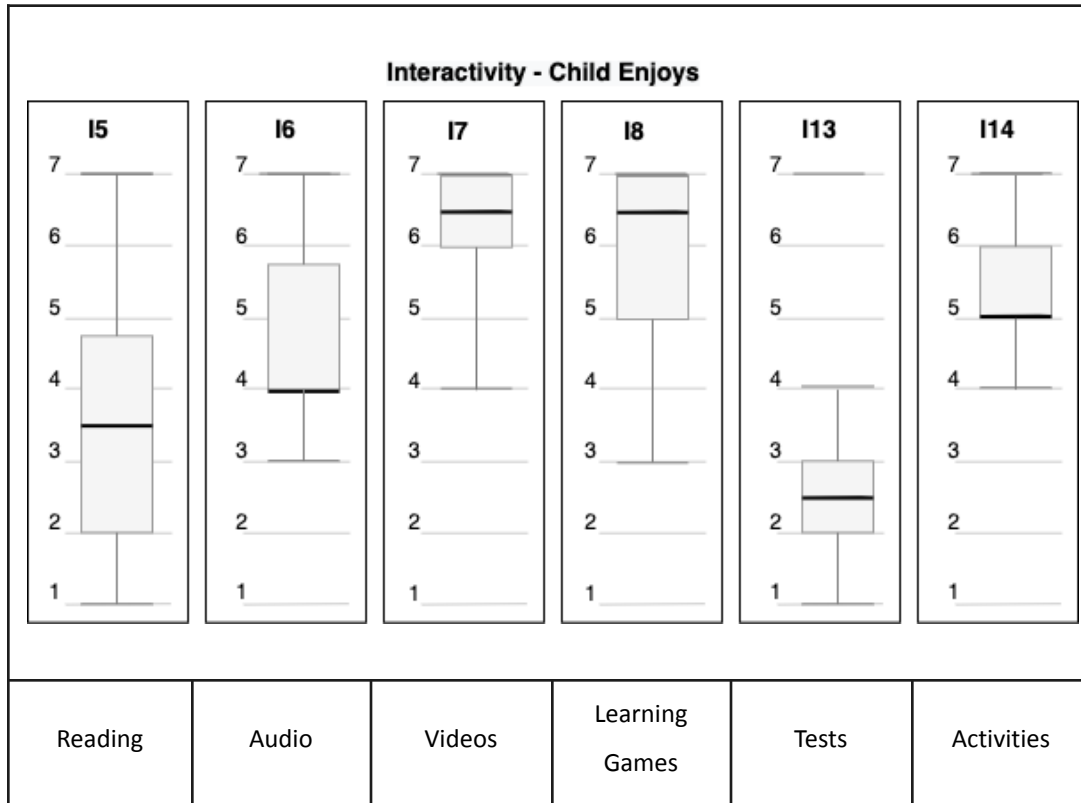 Interactivity - Child Enjoys
I5 I6 I7 I8 I13 I14
7 7 7 7 7 7
6 6 6 6 6 6
5 5 5 5 5 5
4 4 4 4 4 4
3 3 3 3 3 3
2 2 2 2 2 2
1 1 1 1 1 1
Reading Audio Videos Learning Games Tests Activities